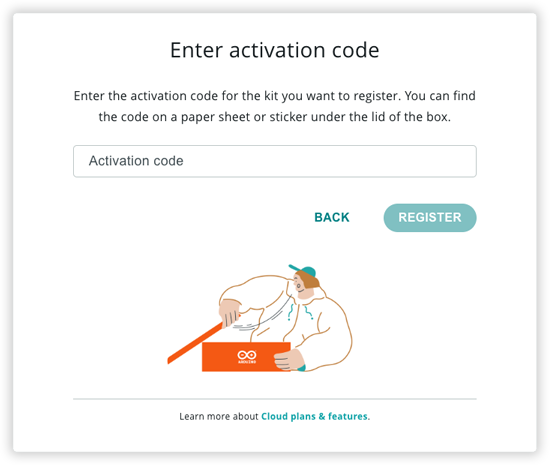 Enter activation code
Enter the activation code for the kit you want to register. You can find
the code on a paper sheet or sticker under the lid of the box.
Activation code
BACK
REGISTER
ARDUINO
Learn more about Cloud plans & features.